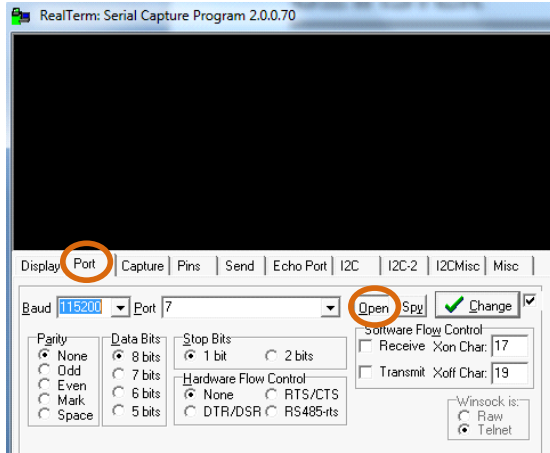 RealTerm: Serial Capture Program 2.0.0.70
Display Port Capture Pins Send Echo Port I2C I2C-2 I2CMisc Misc
Baud 115200 Port 7 Open Spy Change
Parity
None
Odd
Even
Mark
Space
Data Bits
8 bits
7 bits
6 bits
5 bits
Stop Bits
1 bit 2 bits
Hardware Flow Control
None RTS/CTS
DTR/DSR RS485-rts
Software Flow Control
Receive Xon Char: 17
Transmit Xoff Char: 19
Winsock is:
Raw
Telnet